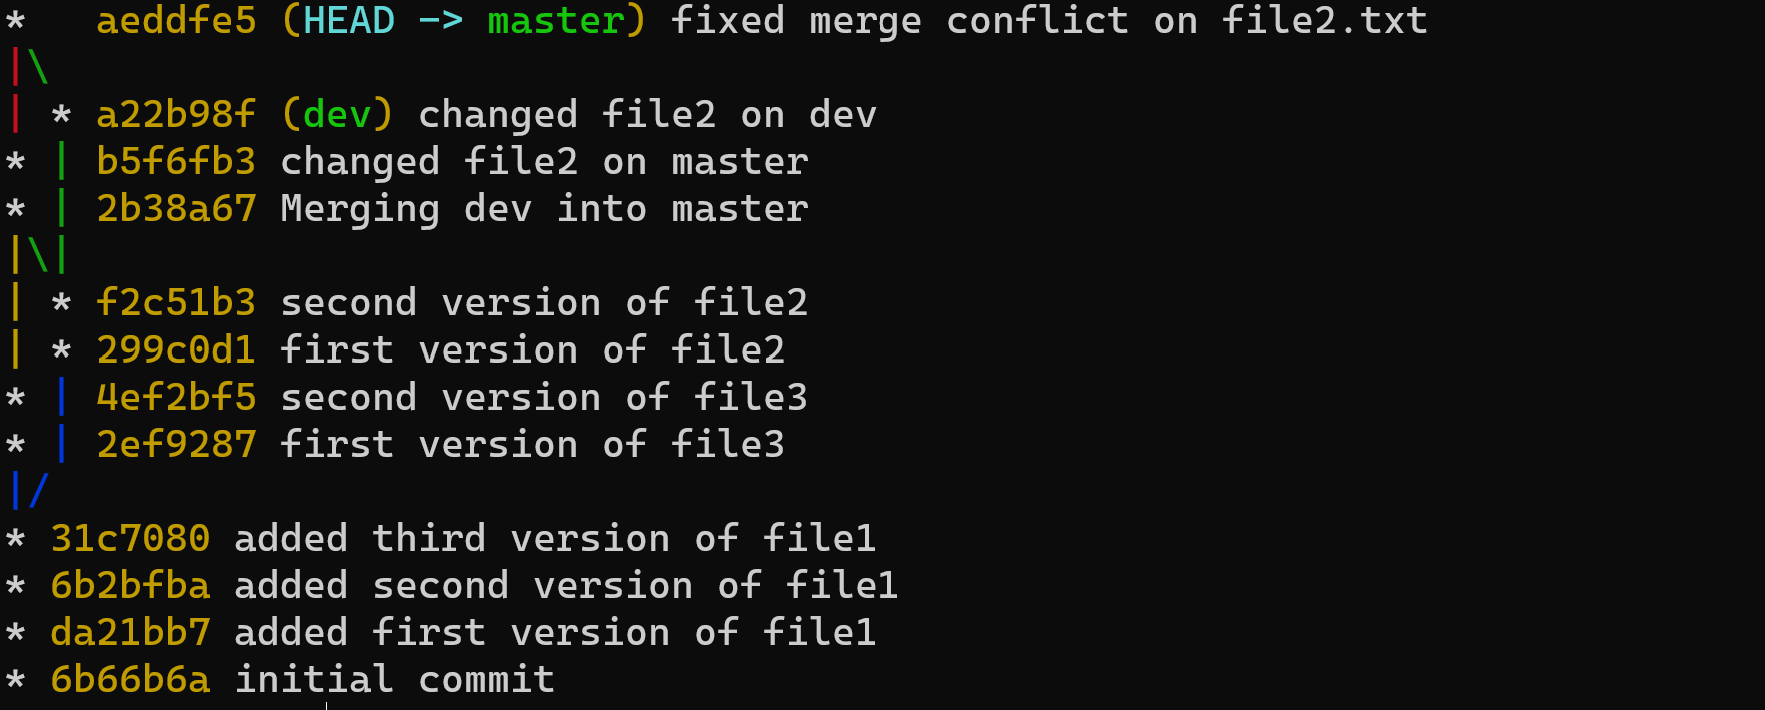 *   aeddfe5 (HEAD -> master) fixed merge conflict on file2.txt
|\
| * a22b98f (dev) changed file2 on dev
* | b5f6fb3 changed file2 on master
* | 2b38a67 Merging dev into master
|\|
| * f2c51b3 second version of file2
| * 299c0d1 first version of file2
* | 4ef2bf5 second version of file3
* | 2ef9287 first version of file3
|/
* 31c7080 added third version of file1
* 6b2bfba added second version of file1
* da21bb7 added first version of file1
* 6b66b6a initial commit